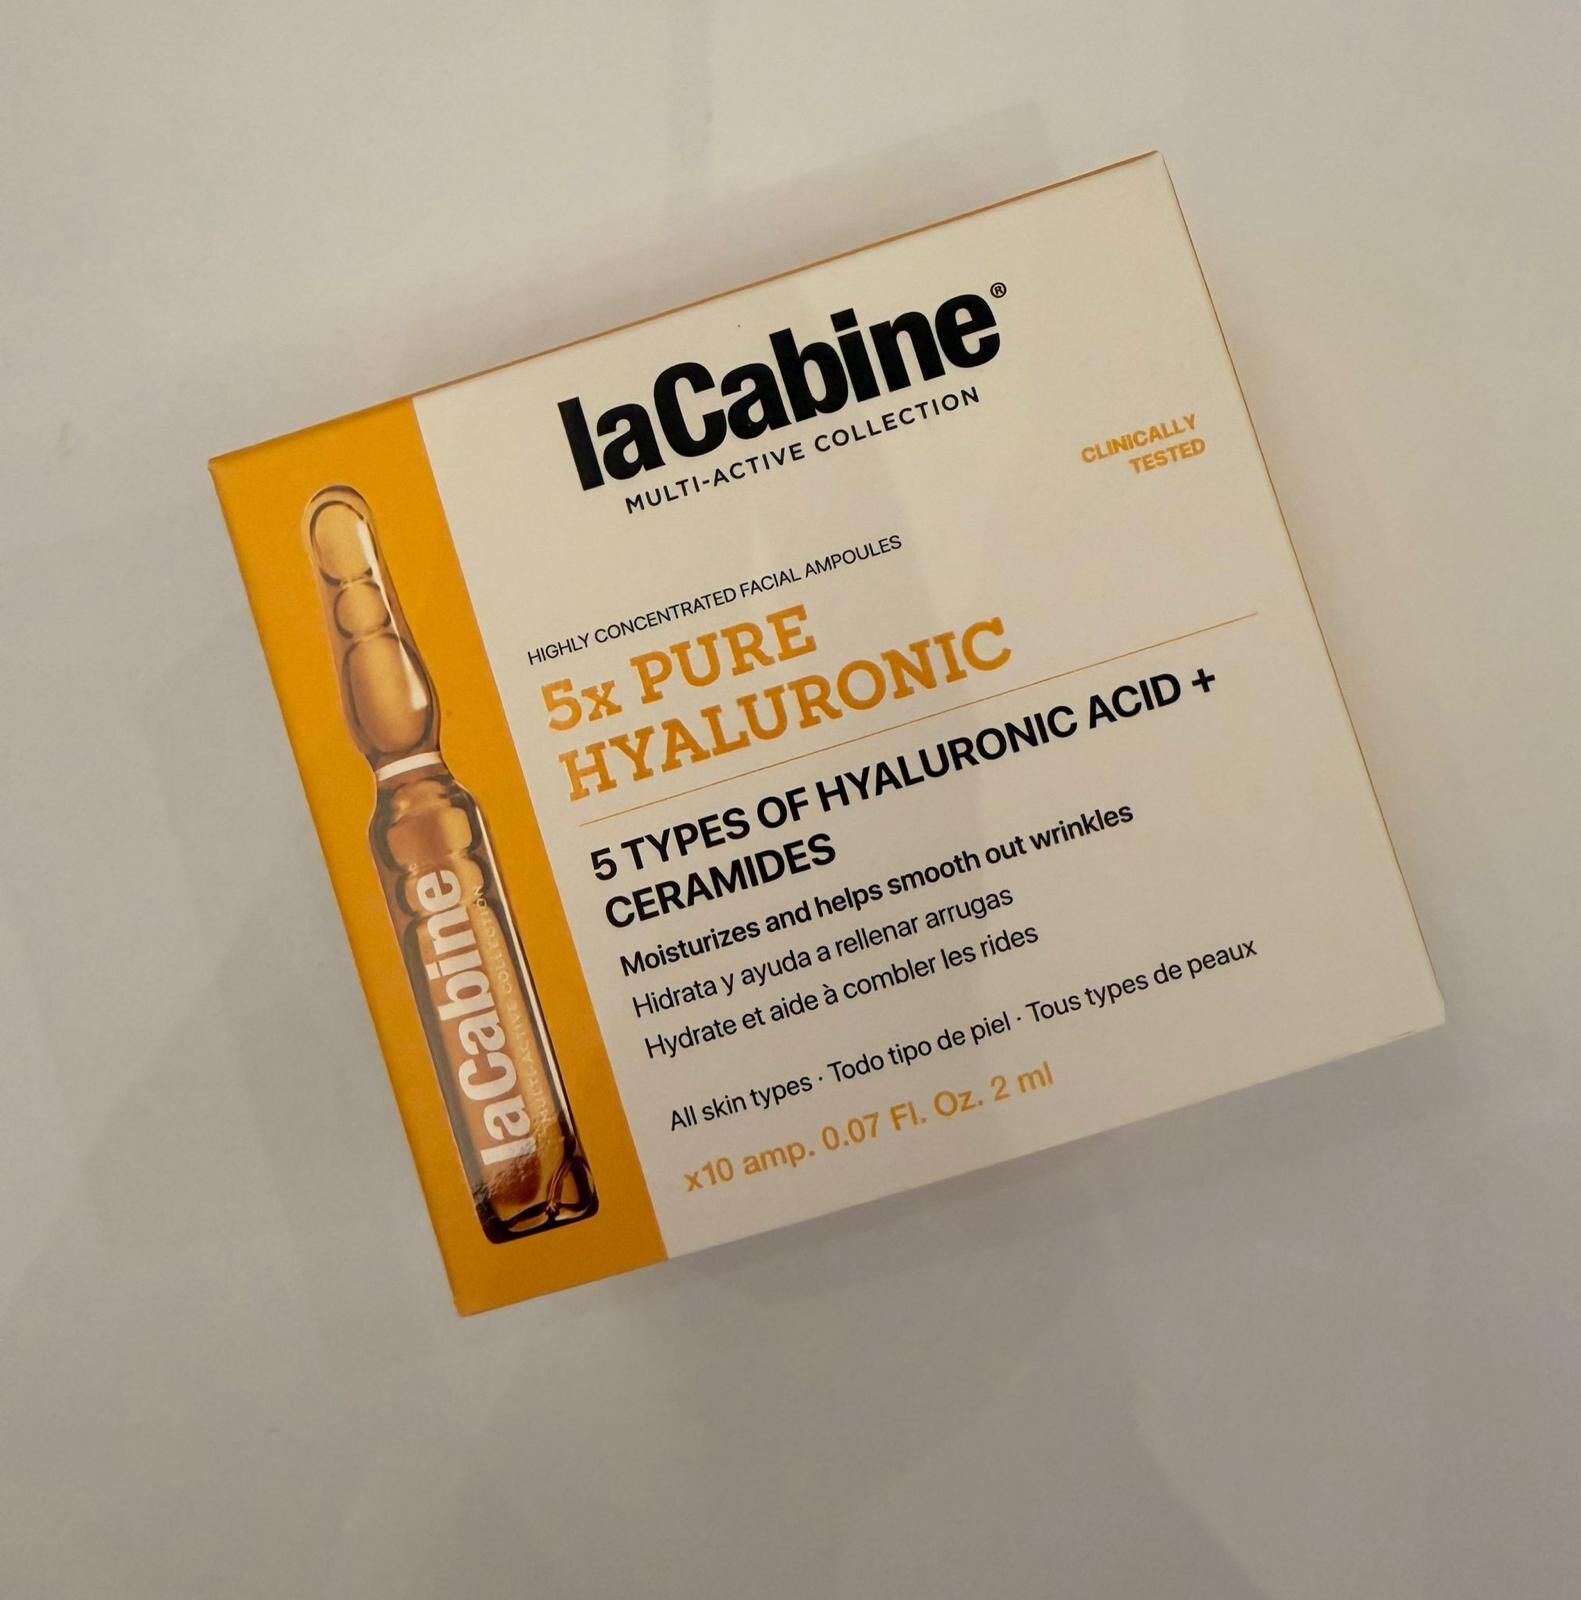 laCabine®
MULTI-ACTIVE COLLECTION
CLINICALLY
TESTED
HIGHLY CONCENTRATED FACIAL AMPOULES
5x PURE
HYALURONIC
5 TYPES OF HYALURONIC ACID +
CERAMIDES
Moisturizes and helps smooth out wrinkles
Hidrata y ayuda a rellenar arrugas
Hydrate et aide à combler les rides
All skin types · Todo tipo de piel · Tous types de peaux
x10 amp. 0.07 Fl. Oz. 2 ml
laCabine®
MULTI-ACTIVE COLLECTION